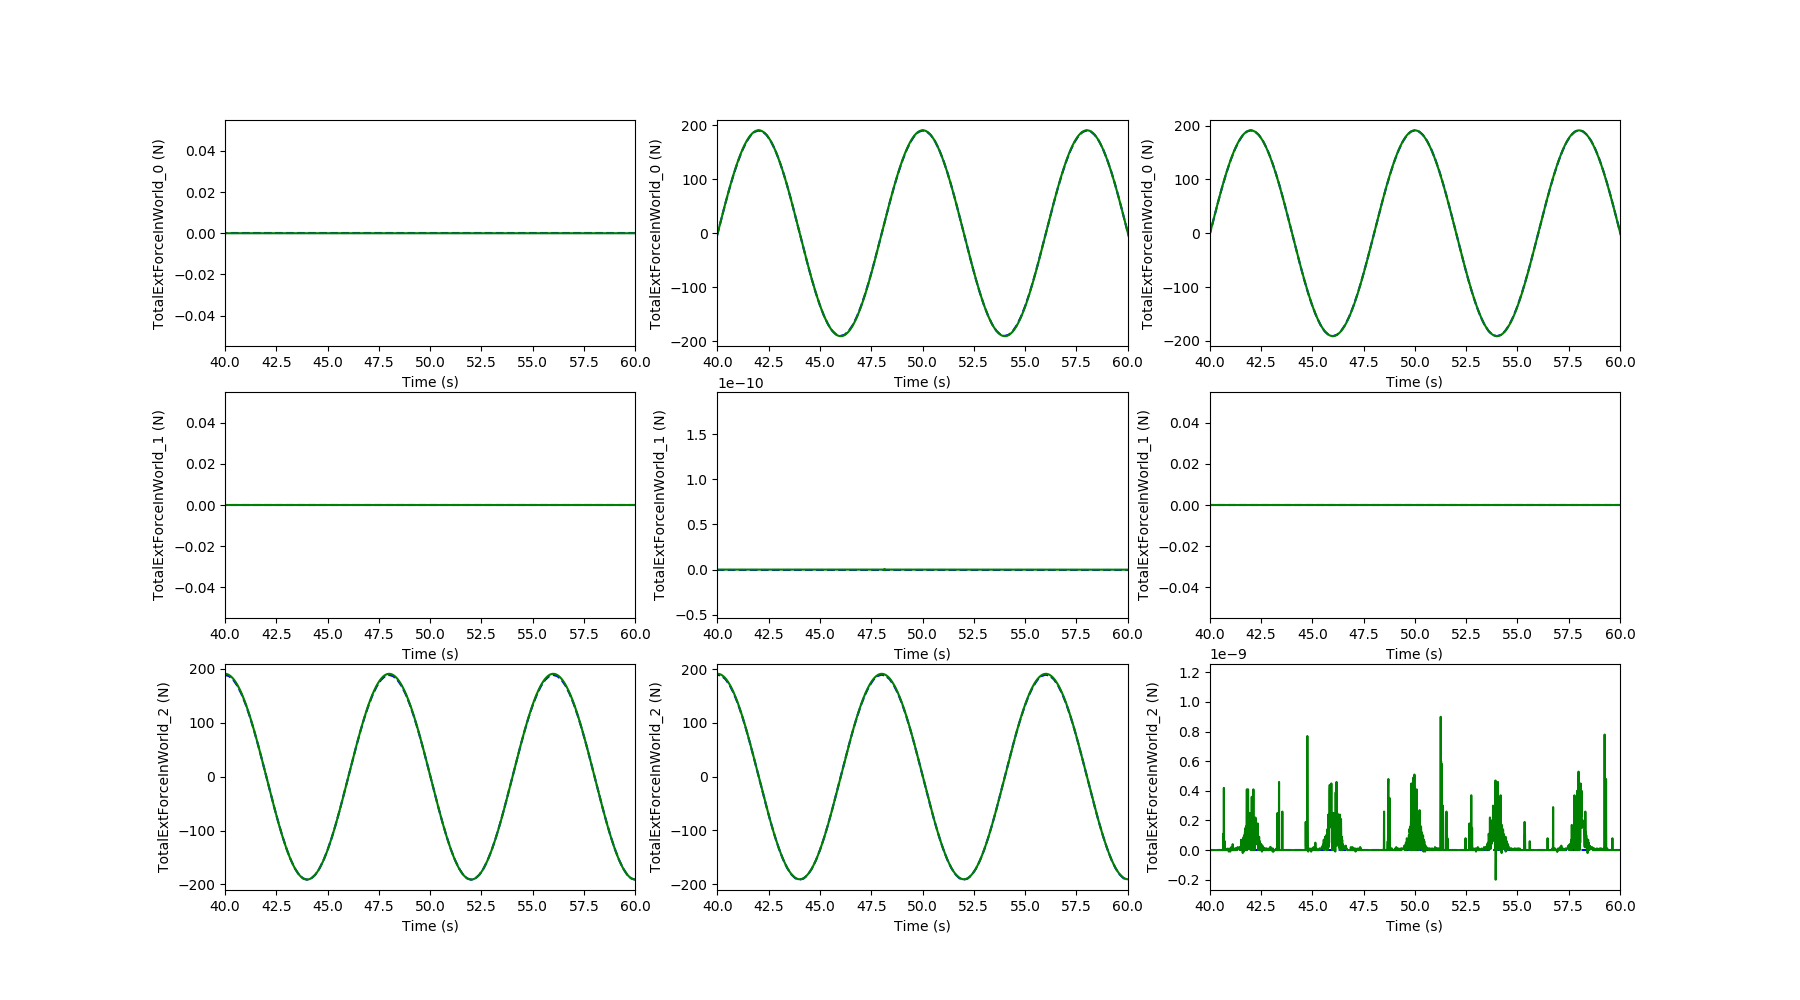 TotalExtForceInWorld_0 (N)
0.04
0.02
0.00
−0.02
−0.04
40.0 42.5 45.0 47.5 50.0 52.5 55.0 57.5 60.0
Time (s)
TotalExtForceInWorld_0 (N)
200
100
0
−100
−200
40.0 42.5 45.0 47.5 50.0 52.5 55.0 57.5 60.0
Time (s)
TotalExtForceInWorld_0 (N)
200
100
0
−100
−200
40.0 42.5 45.0 47.5 50.0 52.5 55.0 57.5 60.0
Time (s)
TotalExtForceInWorld_1 (N)
0.04
0.02
0.00
−0.02
−0.04
40.0 42.5 45.0 47.5 50.0 52.5 55.0 57.5 60.0
Time (s)
1e−10
TotalExtForceInWorld_1 (N)
1.5
1.0
0.5
0.0
−0.5
40.0 42.5 45.0 47.5 50.0 52.5 55.0 57.5 60.0
Time (s)
TotalExtForceInWorld_1 (N)
0.04
0.02
0.00
−0.02
−0.04
40.0 42.5 45.0 47.5 50.0 52.5 55.0 57.5 60.0
Time (s)
TotalExtForceInWorld_2 (N)
200
100
0
−100
−200
40.0 42.5 45.0 47.5 50.0 52.5 55.0 57.5 60.0
Time (s)
TotalExtForceInWorld_2 (N)
200
100
0
−100
−200
40.0 42.5 45.0 47.5 50.0 52.5 55.0 57.5 60.0
Time (s)
1e−9
TotalExtForceInWorld_2 (N)
1.2
1.0
0.8
0.6
0.4
0.2
0.0
−0.2
40.0 42.5 45.0 47.5 50.0 52.5 55.0 57.5 60.0
Time (s)